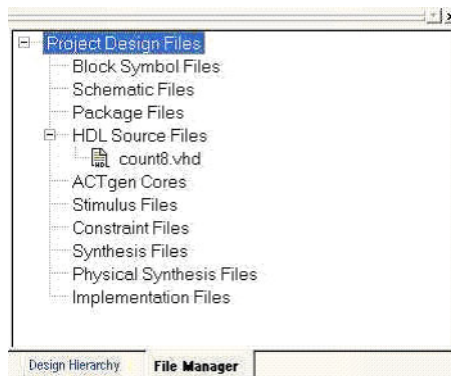 Project Design Files
Block Symbol Files
Schematic Files
Package Files
HDL Source Files
HDL count8.vhd
ACTgen Cores
Stimulus Files
Constraint Files
Synthesis Files
Physical Synthesis Files
Implementation Files
Design Hierarchy File Manager